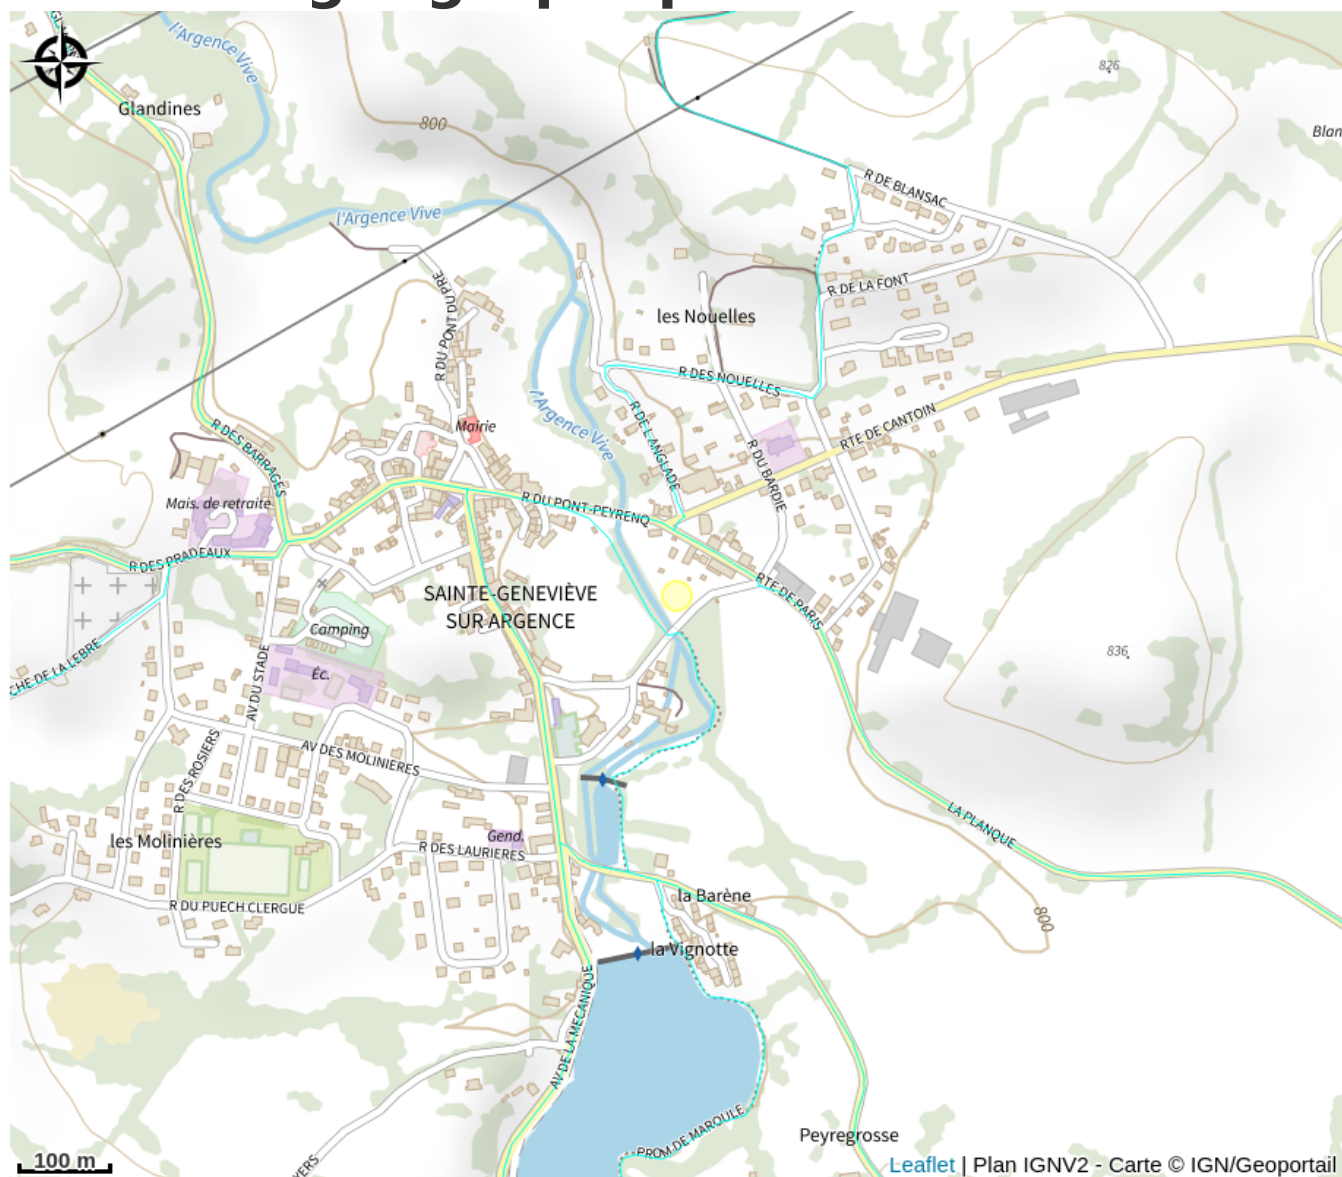 l'Argence Vive
Glandines
800
826
R DE BLANSAC
l'Argence Vive
R DE LA FONT
R DU PONT DU PRE
les Nouelles
R DES NOUELLES
l'Argence Vive
R DE L ANGLADE
RTE DE CANTOIN
R DES BARRAGES
Mairie
R DU BARDIE
Mais. de retraite
R DU PONT-PEYRENQ
R DES PRADEAUX
SAINTE-GENEVIÈVE
SUR ARGENCE
RTE DE PARIS
Camping
CHE DE LA LEBRE
836
Éc.
AV DU STADE
R DES ROSIERS
AV DES MOLINIERES
les Molinières
Gend.
R DES LAURIERES
LA PLANQUE
la Barène
R DU PUECH CLERGUE
800
la Vignotte
AV DE LA MECANIQUE
PROM DE MAROULE
Peyregrosse
100 m
Leaflet | Plan IGNV2 - Carte © IGN/Geoportail